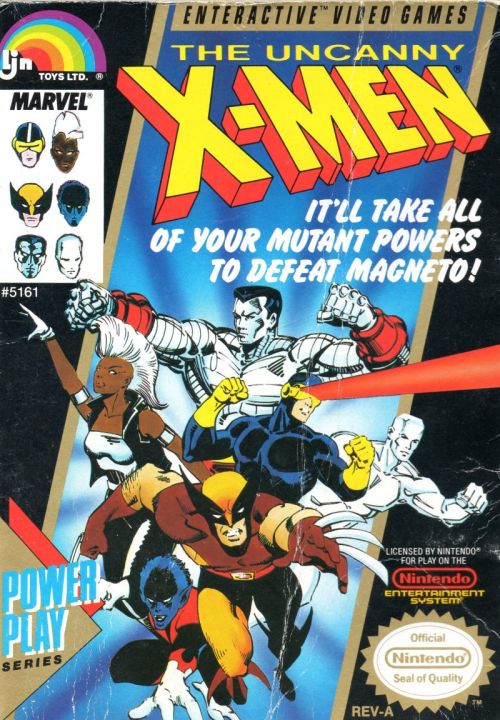 ENTERACTIVE™ VIDEO GAMES
ljn
TOYS LTD. ®
MARVEL®
#5161
THE UNCANNY
X-MEN®
IT'LL TAKE ALL
OF YOUR MUTANT POWERS
TO DEFEAT MAGNETO!
POWER
PLAY
SERIES
LICENSED BY NINTENDO®
FOR PLAY ON THE
Nintendo
ENTERTAINMENT
SYSTEM®
Official
Nintendo
Seal of Quality
TM
REV-A